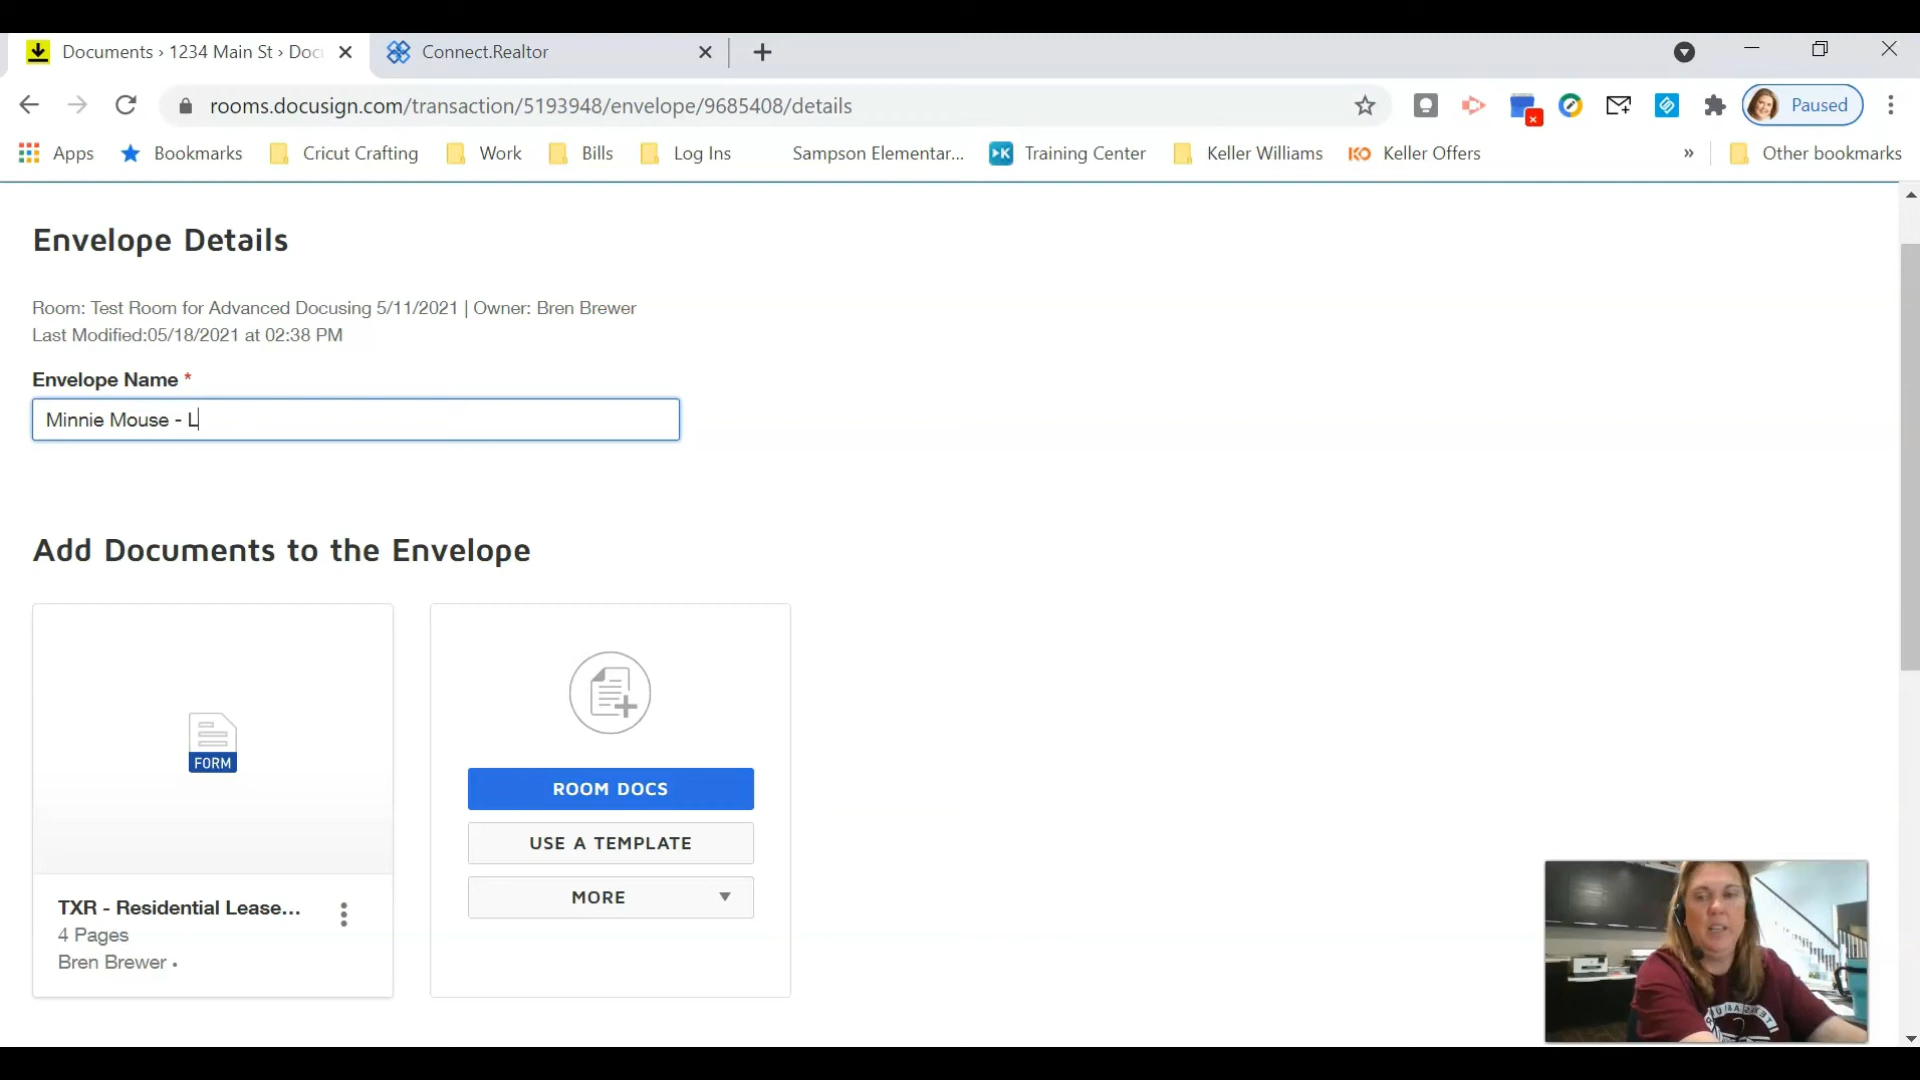 Documents › 1234 Main St › Doc
Connect.Realtor
rooms.docusign.com/transaction/5193948/envelope/9685408/details
Paused
Apps
Bookmarks
Cricut Crafting
Work
Bills
Log Ins
Sampson Elementar...
Training Center
Keller Williams
KO Keller Offers
»
Other bookmarks
Envelope Details
Room: Test Room for Advanced Docusing 5/11/2021 | Owner: Bren Brewer
Last Modified:05/18/2021 at 02:38 PM
Envelope Name *
Minnie Mouse - L
Add Documents to the Envelope
FORM
ROOM DOCS
USE A TEMPLATE
MORE
TXR - Residential Lease...
4 Pages
Bren Brewer •